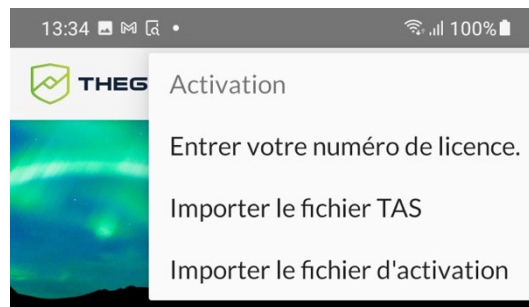 13:34
100%
THEG
Activation
Entrer votre numéro de licence.
Importer le fichier TAS
Importer le fichier d'activation